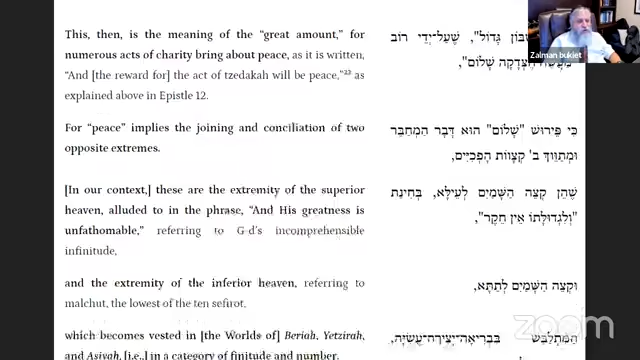 This, then, is the meaning of the "great amount," for
numerous acts of charity bring about peace, as it is written,
"And [the reward for] the act of tzedakah will be peace,"²³ as
explained above in Epistle 12.
For "peace" implies the joining and conciliation of two
opposite extremes.
[In our context,] these are the extremity of the superior
heaven, alluded to in the phrase, "And His greatness is
unfathomable," referring to G-d's incomprehensible
infinitude,
and the extremity of the inferior heaven, referring to
malchut, the lowest of the ten sefirot,
which becomes vested in [the Worlds of] Beriah, Yetzirah,
and Asiyah, [i.e.,] in a category of finitude and number.
גָּדוֹל", שֶׁעַל-יְדֵי רוֹב
הַצְּדָקָה שָׁלוֹם",
כִּי פֵּירוּשׁ "שָׁלוֹם" הוּא דָּבָר הַמְחַבֵּר
וּמְתַוֵּוךְ ב' קְצָווֹת הָפְכִיִּים,
שֶׁהֵן קְצֵה הַשָּׁמַיִם לְעֵילָּא, בְּחִינַת
"וְלִגְדוּלָּתוֹ אֵין חֵקֶר",
וּקְצֵה הַשָּׁמַיִם לְתַתָּא,
הַמִּתְלַבֵּשׁ בִּבְרִיאָה-יְצִירָה-עֲשִׂיָּה,
Zalman bukiet
zoom